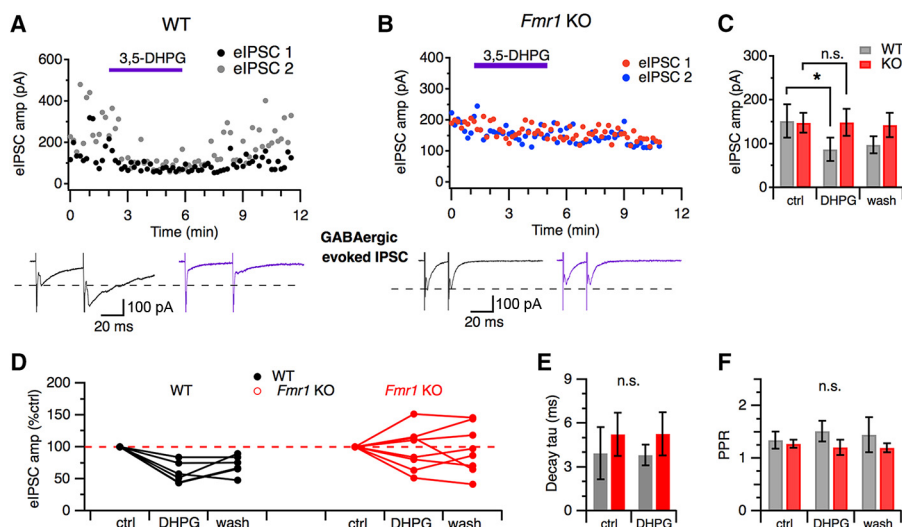 A
WT
3,5-DHPG
eIPSC 1
eIPSC 2
eIPSC amp (pA)
600
400
200
0
0 3 6 9 12
Time (min)
100 pA
20 ms
B
Fmr1 KO
3,5-DHPG
eIPSC 1
eIPSC 2
eIPSC amp (pA)
400
300
200
100
0
0 3 6 9 12
Time (min)
GABAergic
evoked IPSC
100 pA
20 ms
C
WT
KO
n.s.
*
eIPSC amp (pA)
300
200
100
0
ctrl DHPG wash
D
WT
Fmr1 KO
WT
Fmr1 KO
eIPSC amp (%ctrl)
200
150
100
50
0
ctrl DHPG wash ctrl DHPG wash
E
n.s.
Decay tau (ms)
9
6
3
0
ctrl DHPG
F
n.s.
PPR
2
1
0
ctrl DHPG wash